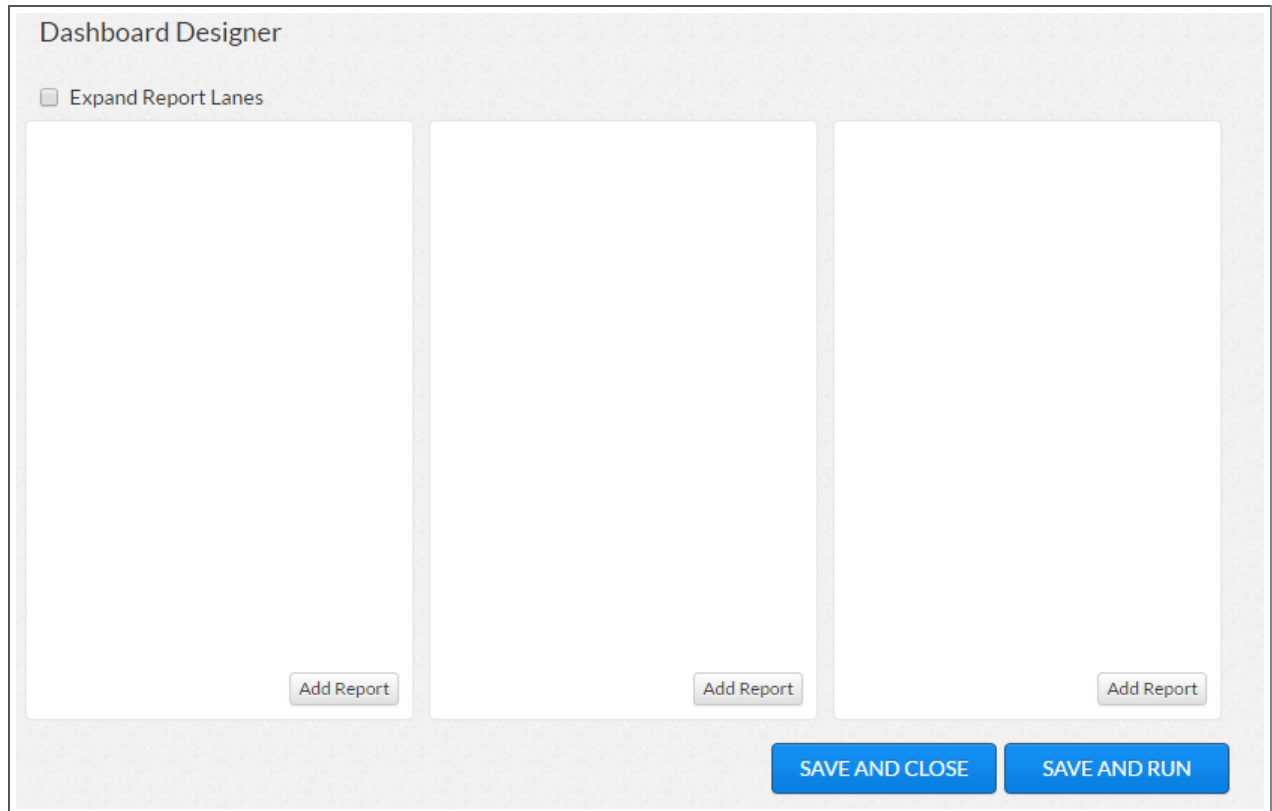 Dashboard Designer
Expand Report Lanes
Add Report
Add Report
Add Report
SAVE AND CLOSE
SAVE AND RUN